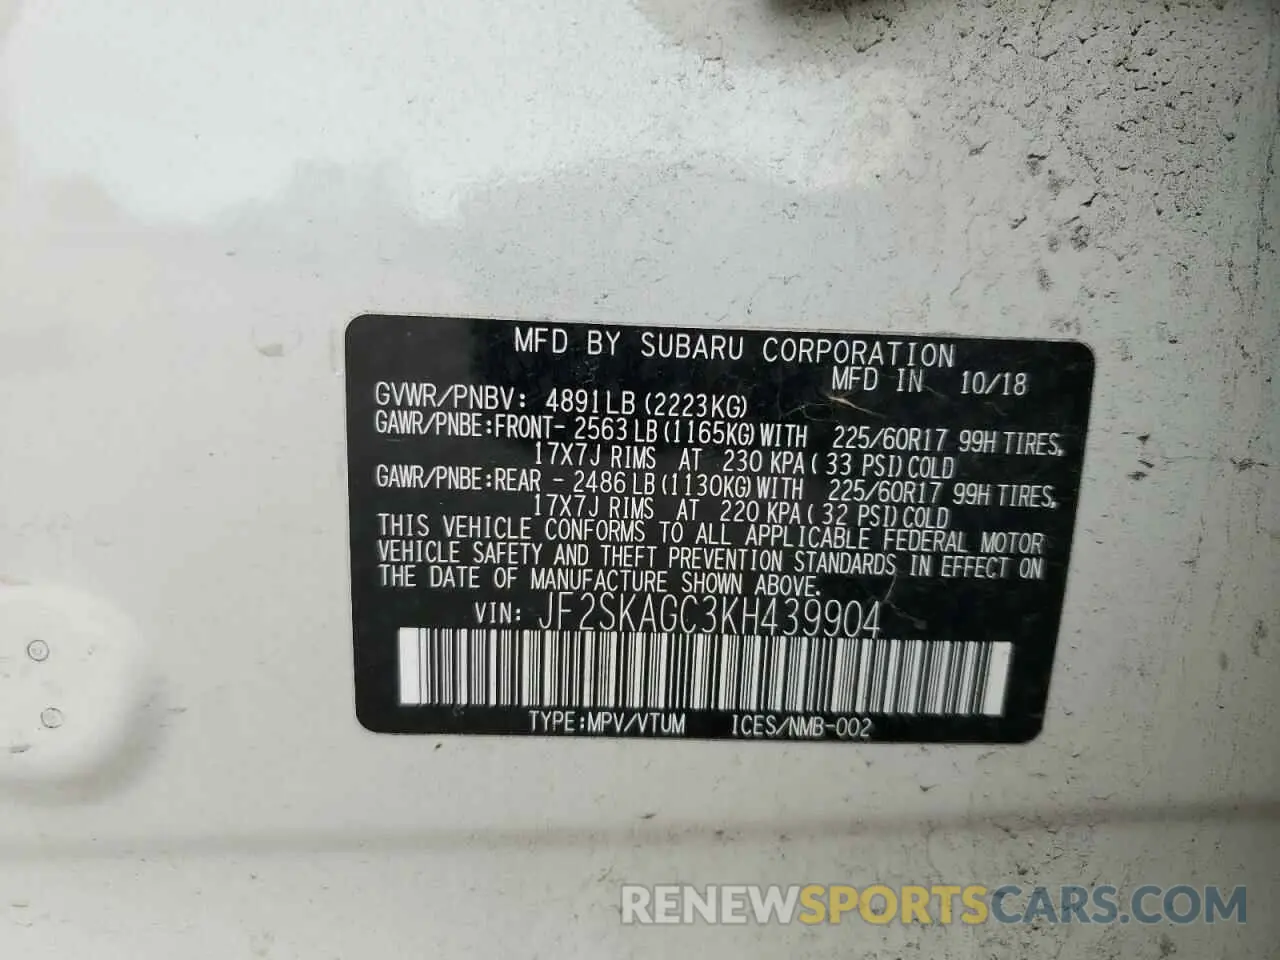 MFD BY SUBARU CORPORATION
MFD IN 10/18
GVWR/PNBV: 4891LB (2223KG)
GAWR/PNBE:FRONT- 2563 LB (1165KG) WITH 225/60R17 99H TIRES,
17X7J RIMS AT 230 KPA ( 33 PSI) COLD
GAWR/PNBE:REAR - 2486 LB (1130KG) WITH 225/60R17 99H TIRES,
17X7J RIMS AT 220 KPA ( 32 PSI) COLD
THIS VEHICLE CONFORMS TO ALL APPLICABLE FEDERAL MOTOR
VEHICLE SAFETY AND THEFT PREVENTION STANDARDS IN EFFECT ON
THE DATE OF MANUFACTURE SHOWN ABOVE.
VIN: JF2SKAGC3KH439904
TYPE:MPV/VTUM ICES/NMB-002
RENEWSPORTSCARS.COM